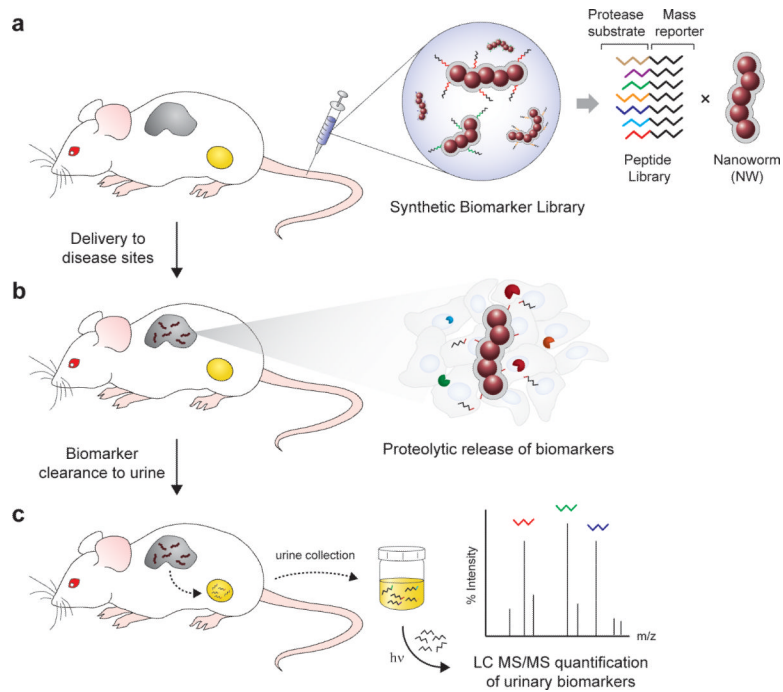 a
Protease
substrate
Mass
reporter
×
Peptide
Library
Nanoworm
(NW)
Synthetic Biomarker Library
Delivery to
disease sites
b
Proteolytic release of biomarkers
Biomarker
clearance to urine
c
urine collection
hν
% Intensity
m/z
LC MS/MS quantification
of urinary biomarkers